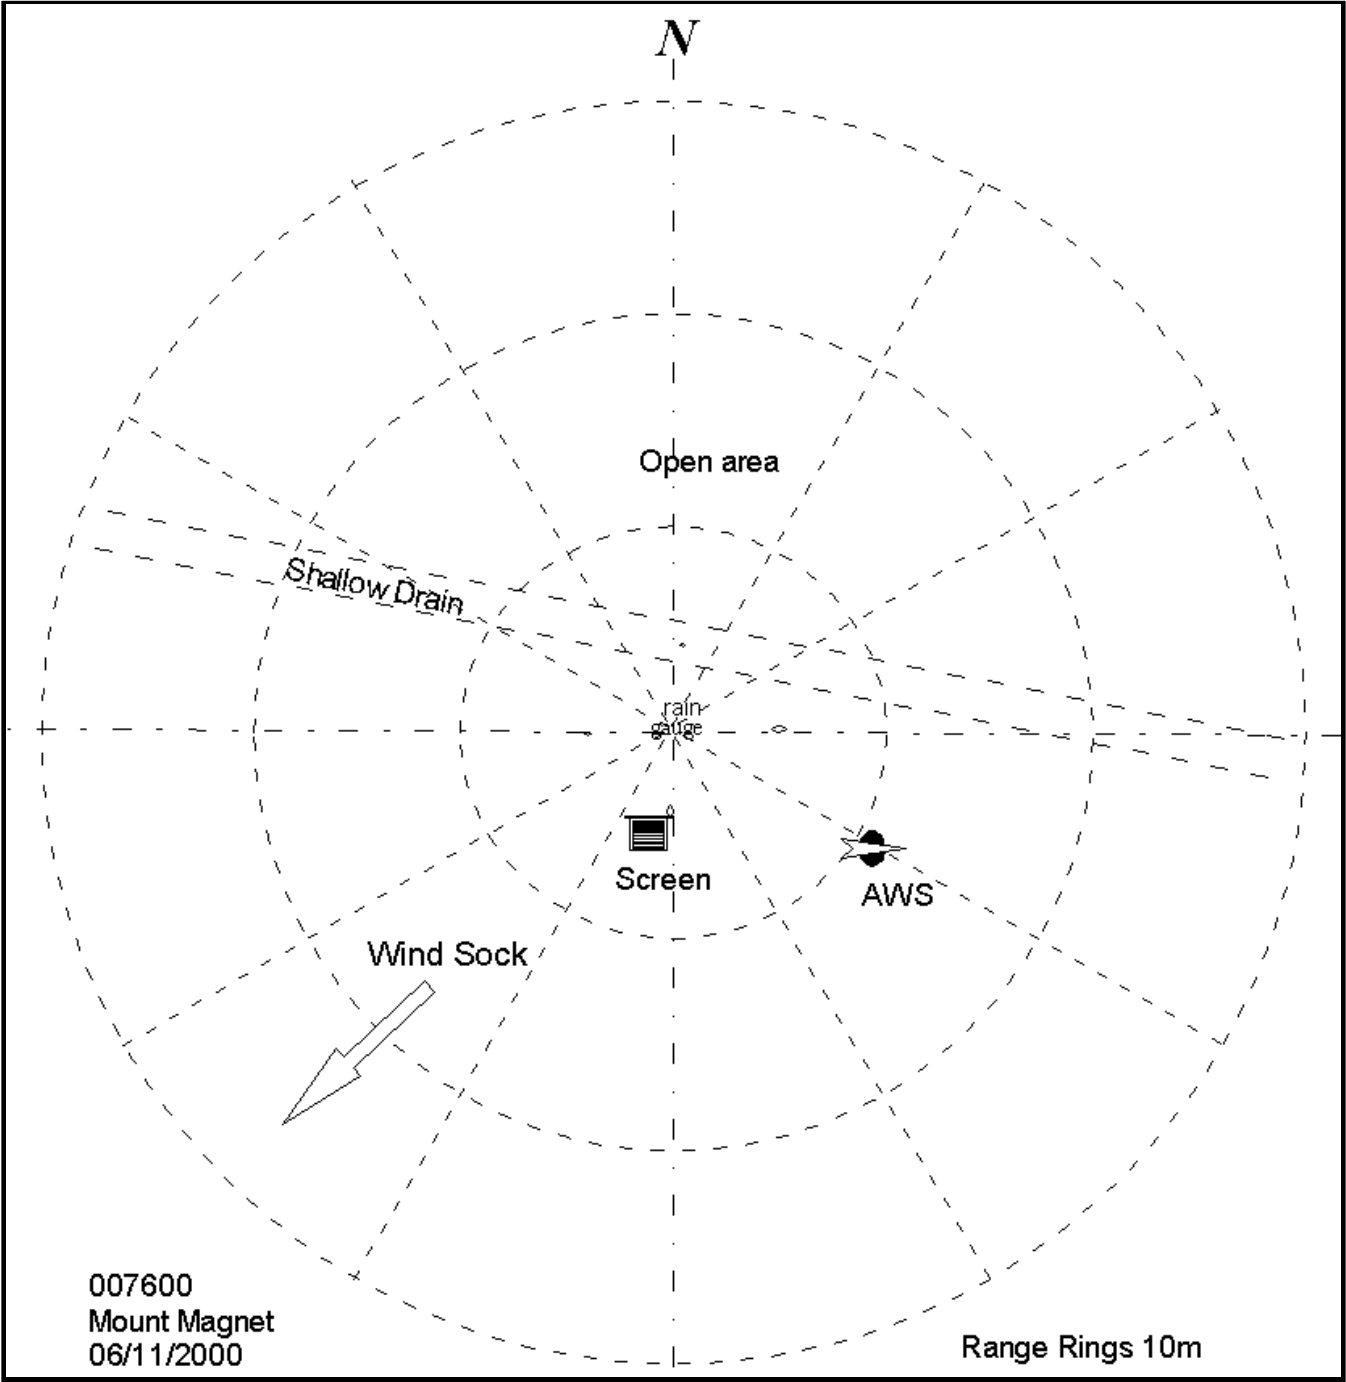 N
Open area
Shallow Drain
rain
gauge
Screen
AWS
Wind Sock
007600
Mount Magnet
06/11/2000
Range Rings 10m